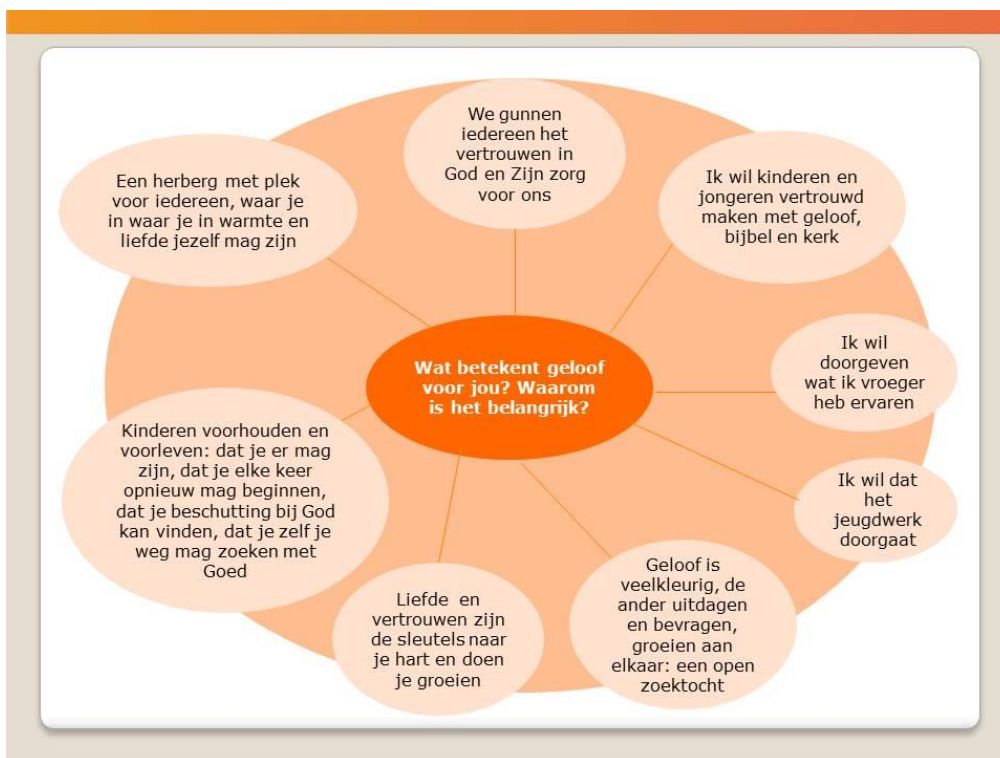 We gunnen
iedereen het
vertrouwen in
God en Zijn zorg
voor ons
Een herberg met plek
voor iedereen, waar je
in waar je in warmte en
liefde jezelf mag zijn
Ik wil kinderen en
jongeren vertrouwd
maken met geloof,
bijbel en kerk
Wat betekent geloof
voor jou? Waarom
is het belangrijk?
Ik wil
doorgeven
wat ik vroeger
heb ervaren
Kinderen voorhouden en
voorleven: dat je er mag
zijn, dat je elke keer
opnieuw mag beginnen,
dat je beschutting bij God
kan vinden, dat je zelf je
weg mag zoeken met
Goed
Ik wil dat
het
jeugdwerk
doorgaat
Liefde en
vertrouwen zijn
de sleutels naar
je hart en doen
je groeien
Geloof is
veelkleurig, de
ander uitdagen
en bevragen,
groeien aan
elkaar: een open
zoektocht